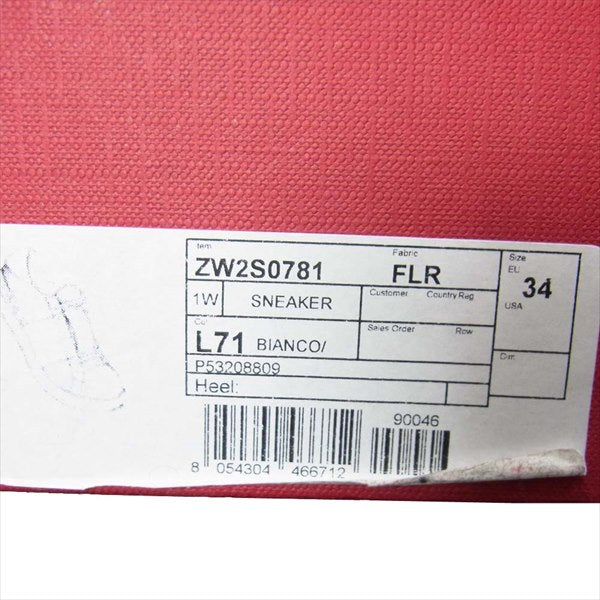 Item Fabric Size
ZW2S0781 FLR EU 34
1W SNEAKER Customer Country Reg USA
Col Sales Order Row
L71 BIANCO/ Dim:
P53208809
Heel:
90046
8 054304 466712